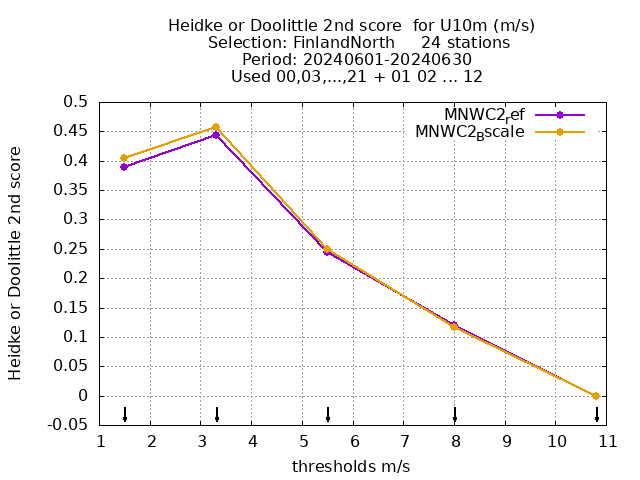 Heidke or Doolittle 2nd score  for U10m (m/s)
Selection: FinlandNorth     24 stations
Period: 20240601-20240630
Used 00,03,...,21 + 01 02 ... 12
MNWC2ref
MNWC2Bscale
Heidke or Doolittle 2nd score
0.5
0.45
0.4
0.35
0.3
0.25
0.2
0.15
0.1
0.05
0
-0.05
1 2 3 4 5 6 7 8 9 10 11
thresholds m/s